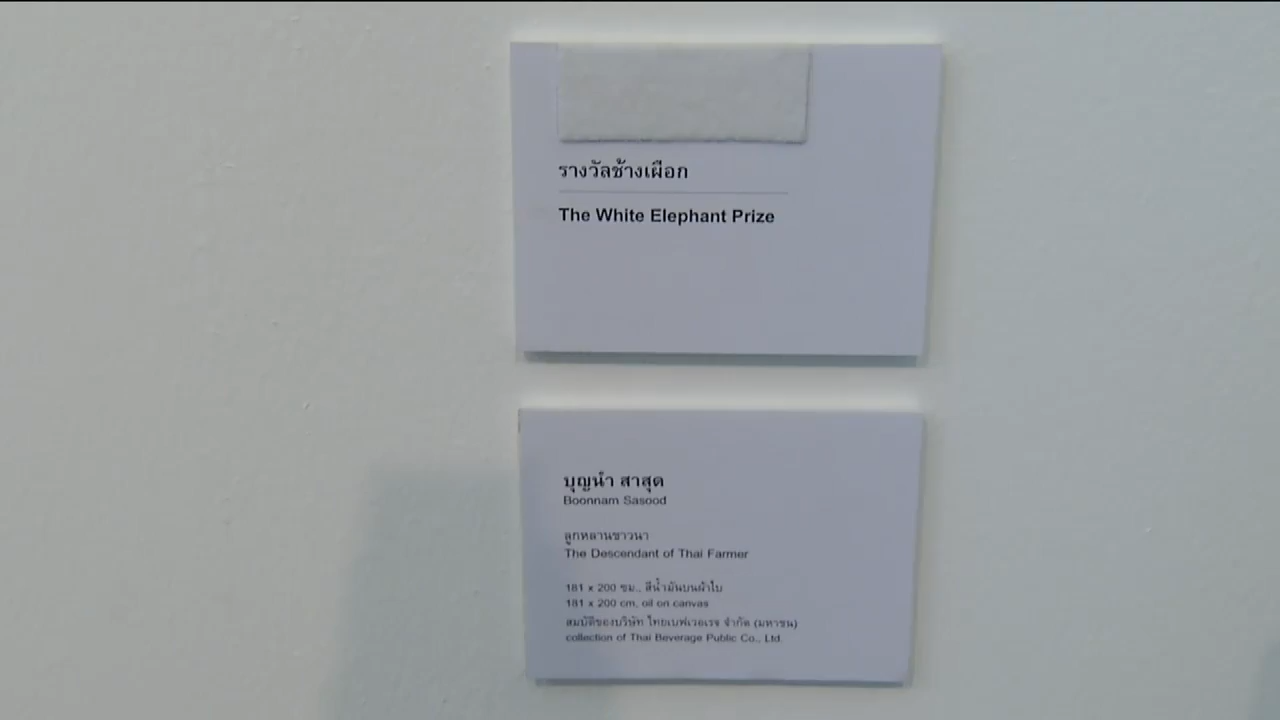 รางวัลช้างเผือก
The White Elephant Prize
บุญนำ สาสุด
Boonnam Sasood
ลูกหลานชาวนา
The Descendant of Thai Farmer
181 x 200 ซม., สีน้ำมันบนผ้าใบ
181 x 200 cm, oil on canvas
สมบัติของบริษัท ไทยเบฟเวอเรจ จำกัด (มหาชน)
collection of Thai Beverage Public Co., Ltd.